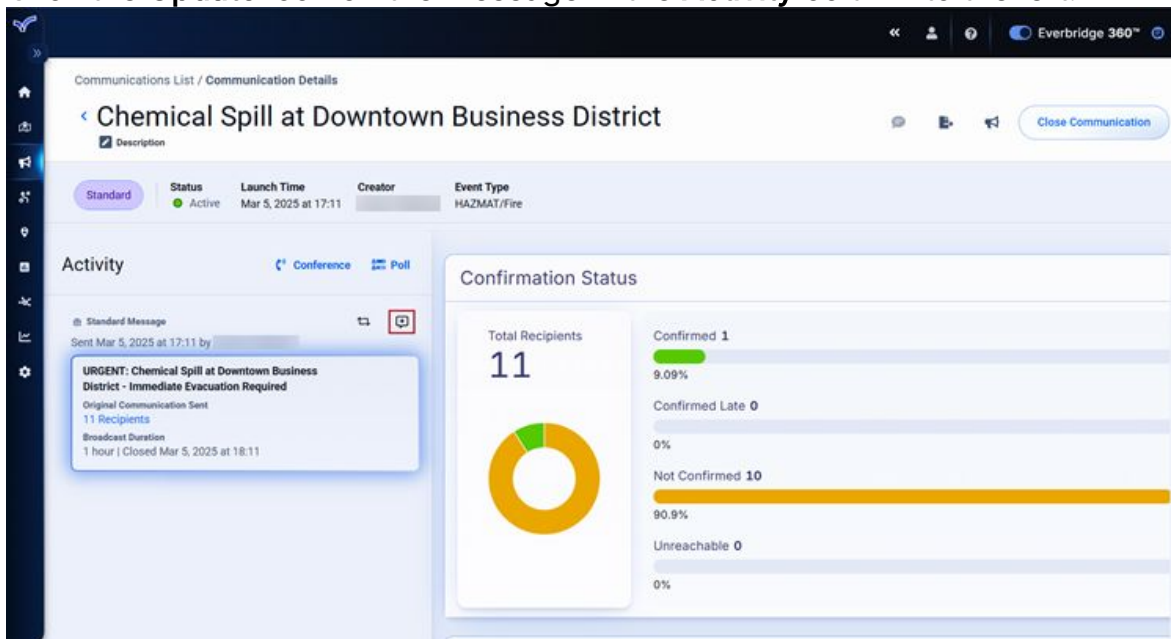 Everbridge 360™
Communications List / Communication Details
Chemical Spill at Downtown Business District
Description
Close Communication
Standard
Status
Active
Launch Time
Mar 5, 2025 at 17:11
Creator
Event Type
HAZMAT/Fire
Activity
Conference
Poll
Standard Message
Sent Mar 5, 2025 at 17:11 by
URGENT: Chemical Spill at Downtown Business
District - Immediate Evacuation Required
Original Communication Sent
11 Recipients
Broadcast Duration
1 hour | Closed Mar 5, 2025 at 18:11
Confirmation Status
Total Recipients
11
Confirmed 1
9.09%
Confirmed Late 0
0%
Not Confirmed 10
90.9%
Unreachable 0
0%